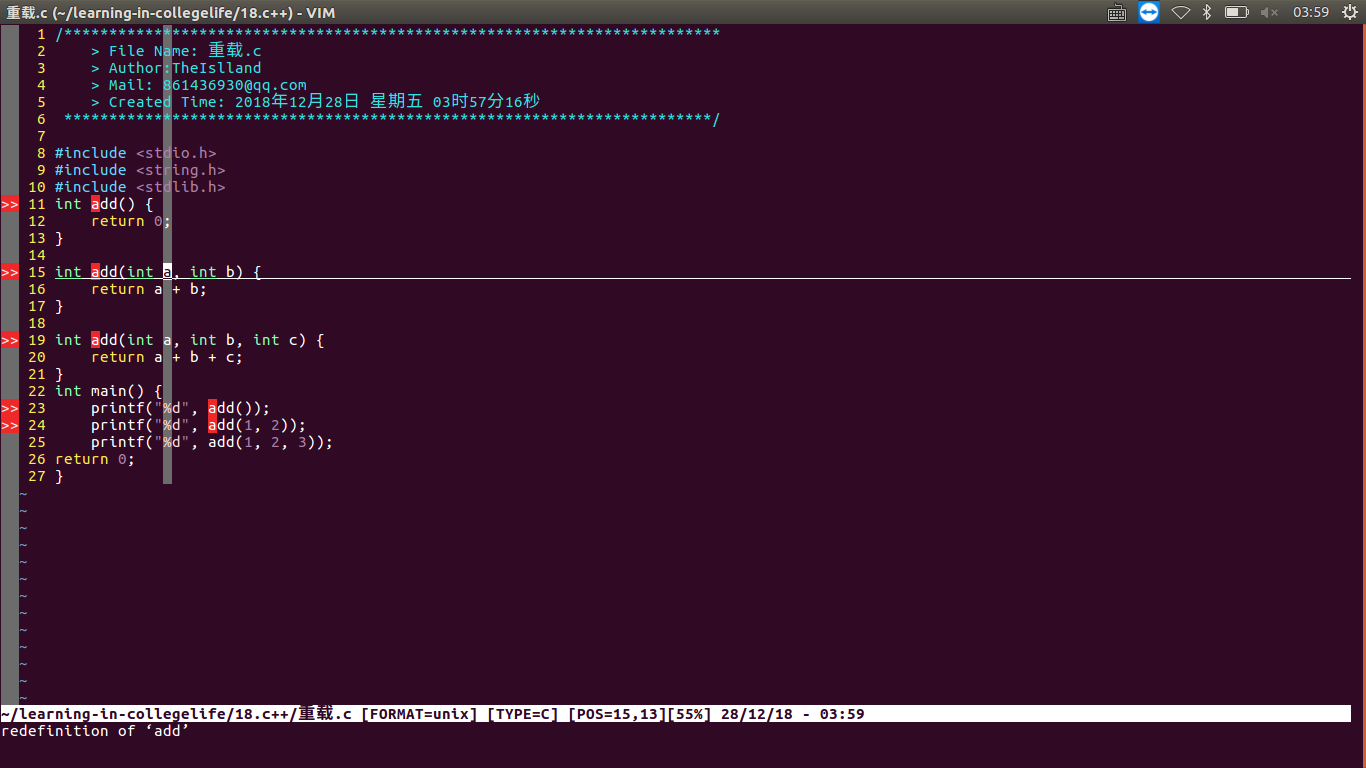 重载.c (~/learning-in-collegelife/18.c++) - VIM
03:59
1 /*************************************************************************
2     > File Name: 重载.c
3     > Author:TheIslland
4     > Mail: 861436930@qq.com
5     > Created Time: 2018年12月28日 星期五 03时57分16秒
6  ************************************************************************/
7
8 #include <stdio.h>
9 #include <string.h>
10 #include <stdlib.h>
>> 11 int add() {
12     return 0;
13 }
14
>> 15 int add(int a, int b) {
16     return a + b;
17 }
18
>> 19 int add(int a, int b, int c) {
20     return a + b + c;
21 }
22 int main() {
>> 23     printf("%d", add());
>> 24     printf("%d", add(1, 2));
25     printf("%d", add(1, 2, 3));
26 return 0;
27 }
~
~
~
~
~
~
~
~
~
~
~
~
~
~/learning-in-collegelife/18.c++/重载.c [FORMAT=unix] [TYPE=C] [POS=15,13][55%] 28/12/18 - 03:59
redefinition of ‘add’